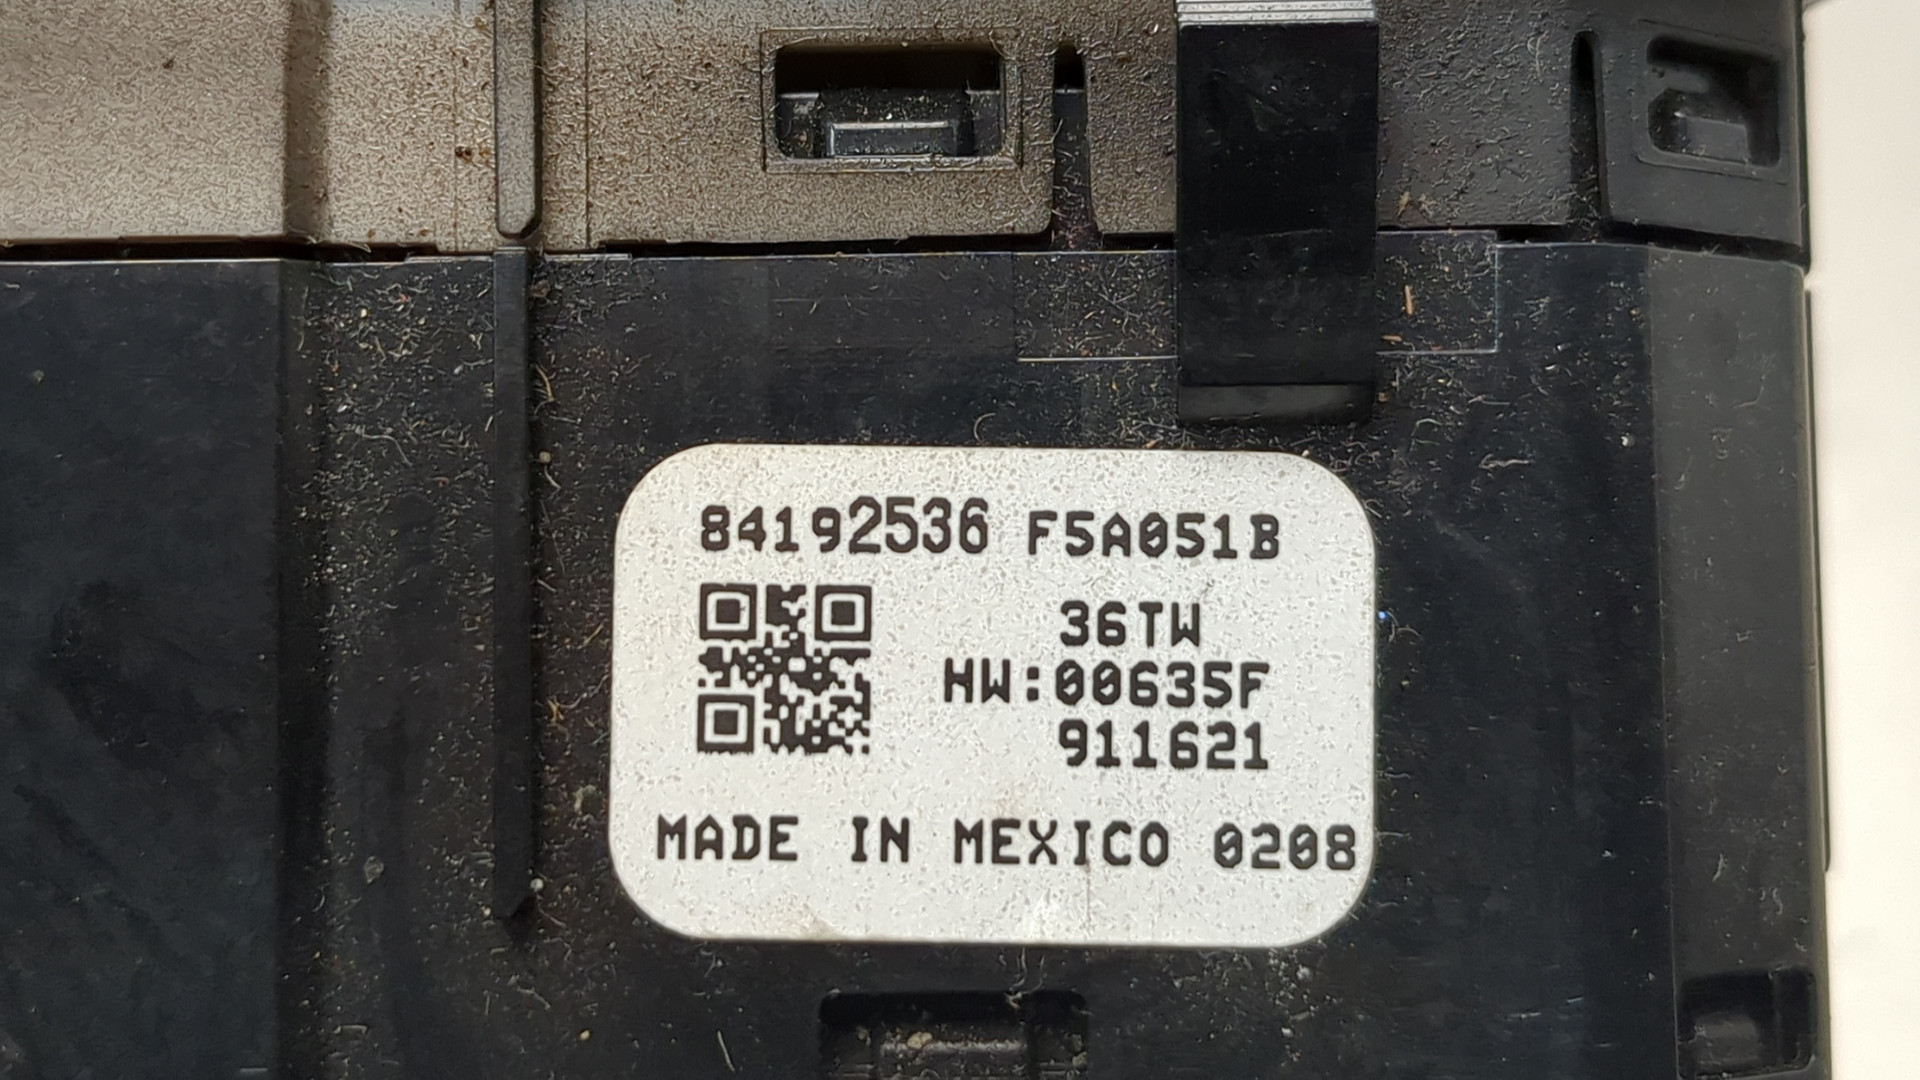 84192536 F5A051B
36TW
HW:00635F
911621
MADE IN MEXICO 0208